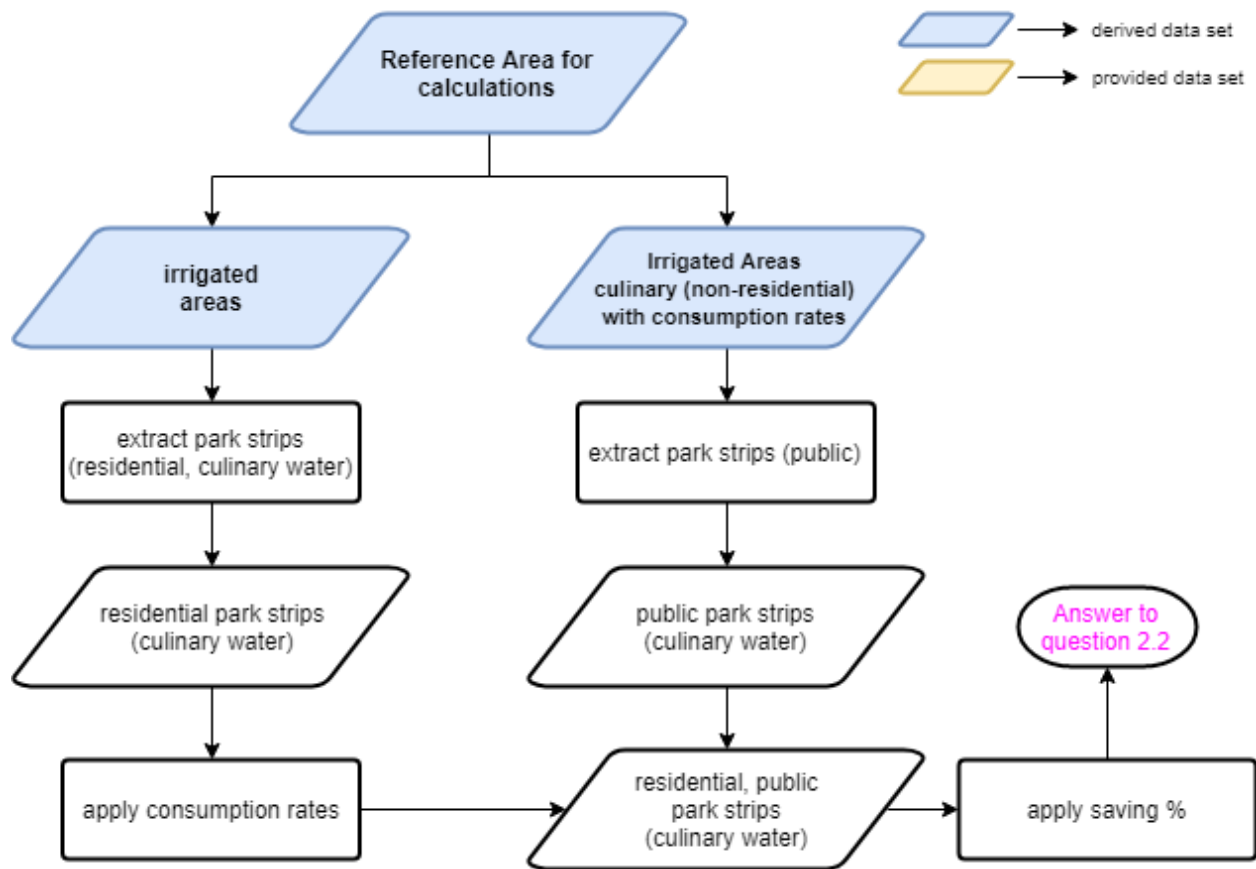 Reference Area for
calculations
derived data set
provided data set
irrigated
areas
Irrigated Areas
culinary (non-residential)
with consumption rates
extract park strips
(residential, culinary water)
extract park strips (public)
residential park strips
(culinary water)
public park strips
(culinary water)
Answer to
question 2.2
apply consumption rates
residential, public
park strips
(culinary water)
apply saving %